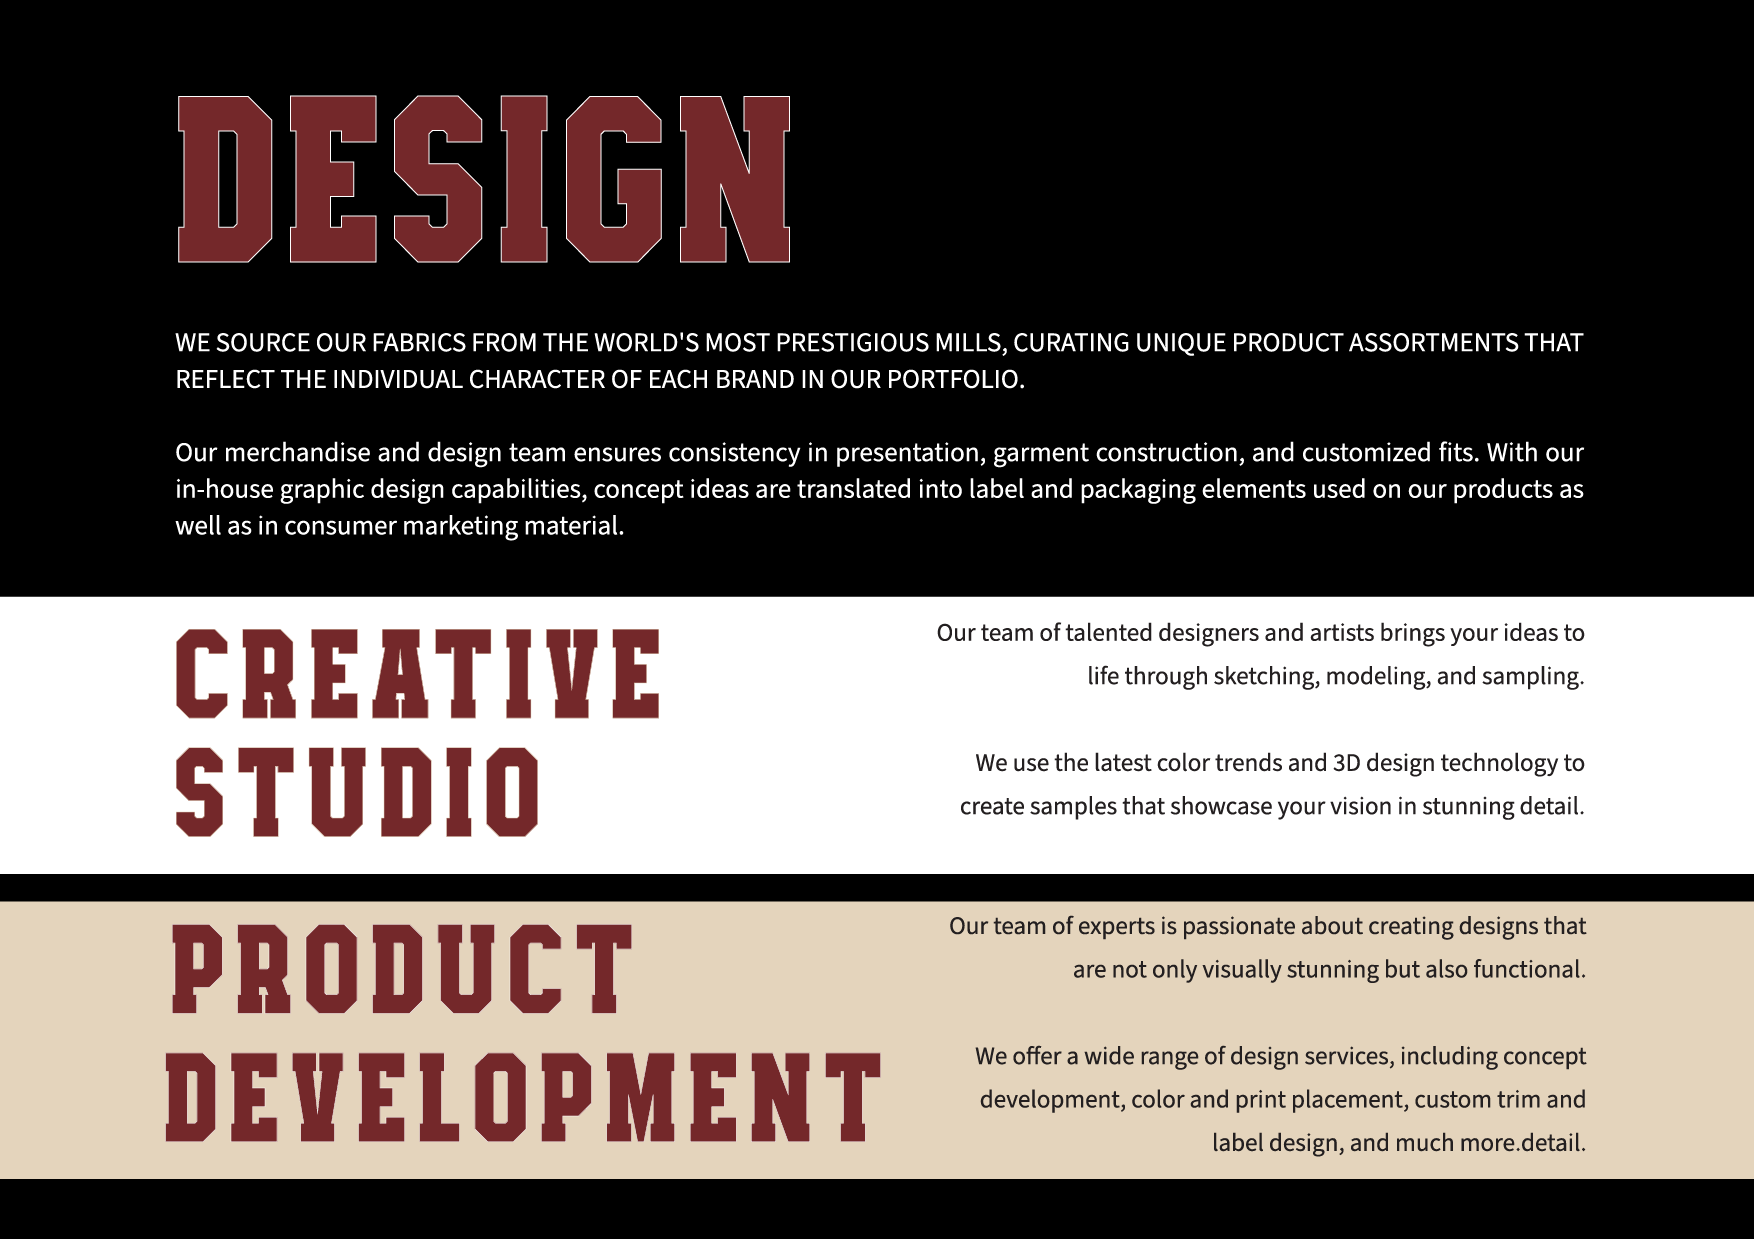 DESIGN
WE SOURCE OUR FABRICS FROM THE WORLD'S MOST PRESTIGIOUS MILLS, CURATING UNIQUE PRODUCT ASSORTMENTS THAT
REFLECT THE INDIVIDUAL CHARACTER OF EACH BRAND IN OUR PORTFOLIO.
Our merchandise and design team ensures consistency in presentation, garment construction, and customized fits. With our
in-house graphic design capabilities, concept ideas are translated into label and packaging elements used on our products as
well as in consumer marketing material.
CREATIVE
STUDIO
Our team of talented designers and artists brings your ideas to
life through sketching, modeling, and sampling.
We use the latest color trends and 3D design technology to
create samples that showcase your vision in stunning detail.
PRODUCT
DEVELOPMENT
Our team of experts is passionate about creating designs that
are not only visually stunning but also functional.
We offer a wide range of design services, including concept
development, color and print placement, custom trim and
label design, and much more.detail.